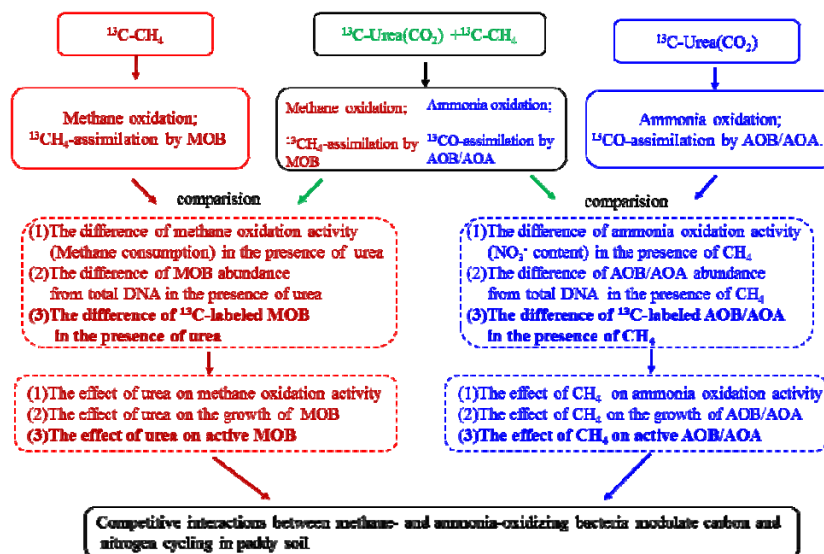 ¹³C-CH₄
¹³C-Urea(CO₂) +¹³C-CH₄
¹³C-Urea(CO₂)
Methane oxidation;
¹³CH₄-assimilation by MOB
Methane oxidation;
¹³CH₄-assimilation by
MOB
Ammonia oxidation;
¹³CO-assimilation by
AOB/AOA
Ammonia oxidation;
¹³CO-assimilation by AOB/AOA.
comparision
comparision
(1)The difference of methane oxidation activity
(Methane consumption) in the presence of urea
(2)The difference of MOB abundance
from total DNA in the presence of urea
(3)The difference of ¹³C-labeled MOB
in the presence of urea
(1)The difference of ammonia oxidation activity
(NO₃⁻ content) in the presence of CH₄
(2)The difference of AOB/AOA abundance
from total DNA in the presence of CH₄
(3)The difference of ¹³C-labeled AOB/AOA
in the presence of CH₄
(1)The effect of urea on methane oxidation activity
(2)The effect of urea on the growth of MOB
(3)The effect of urea on active MOB
(1)The effect of CH₄ on ammonia oxidation activity
(2)The effect of CH₄ on the growth of AOB/AOA
(3)The effect of CH₄ on active AOB/AOA
Competitive interactions between methane- and ammonia-oxidizing bacteria modulate carbon and
nitrogen cycling in paddy soil